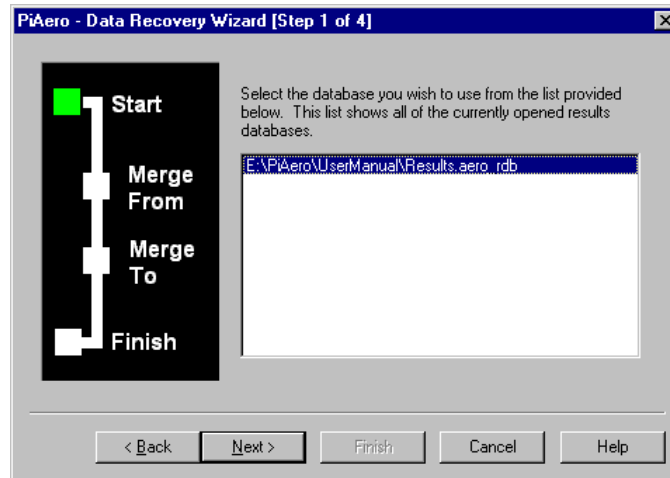 PiAero - Data Recovery Wizard [Step 1 of 4]
Start
Merge
From
Merge
To
Finish
Select the database you wish to use from the list provided
below. This list shows all of the currently opened results
databases.
E:\PiAero\UserManual\Results.aero_rdb
< Back
Next >
Finish
Cancel
Help